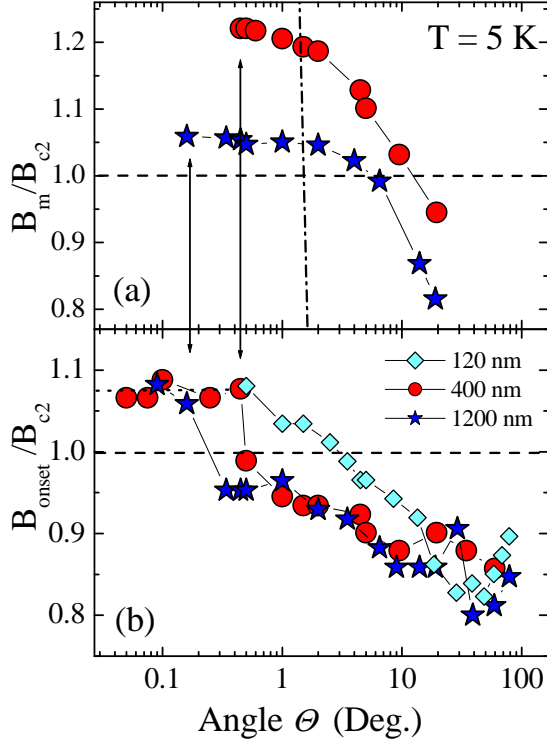 1.2
T = 5 K
1.1
1.0
0.9
0.8
B_m/B_c2
(a)
1.1
1.0
0.9
0.8
B_onset/B_c2
120 nm
400 nm
1200 nm
(b)
0.1 1 10 100
Angle Θ (Deg.)